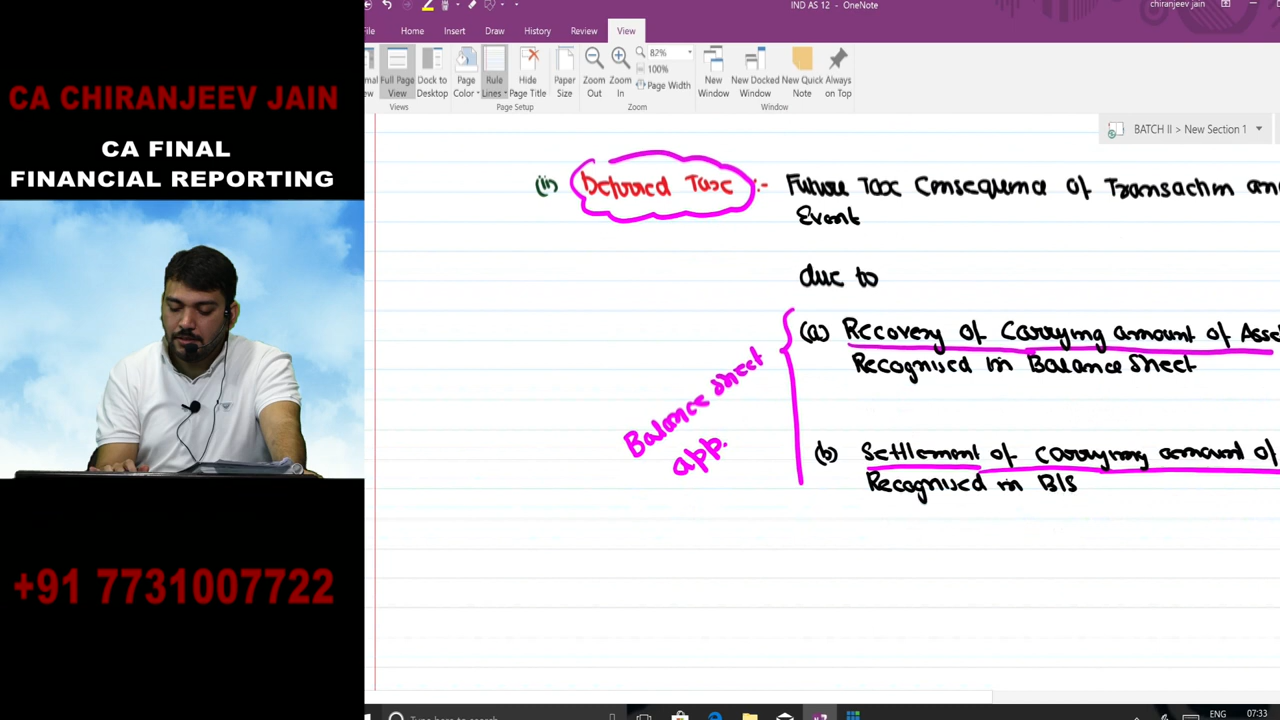 IND AS 12 - OneNote
chiranjeev jain
File Home Insert Draw History Review View
Full Page View
Dock to Desktop
Page Color
Rule Lines
Hide Page Title
Paper Size
Zoom Out
Zoom In
82%
100%
Page Width
New Window
New Docked Window
New Quick Note
Always on Top
Views
Page Setup
Zoom
Window
BATCH II > New Section 1
CA CHIRANJEEV JAIN
CA FINAL
FINANCIAL REPORTING
+91 7731007722
(ii) Deferred Tax :- Future Tax Consequence of Transaction an
Event
due to
(a) Recovery of Carrying amount of Asse
Recognised in Balance Sheet
Balance Sheet
app.
(b) Settlement of carrying amount of
Recognised in B/S
ENG
07:33